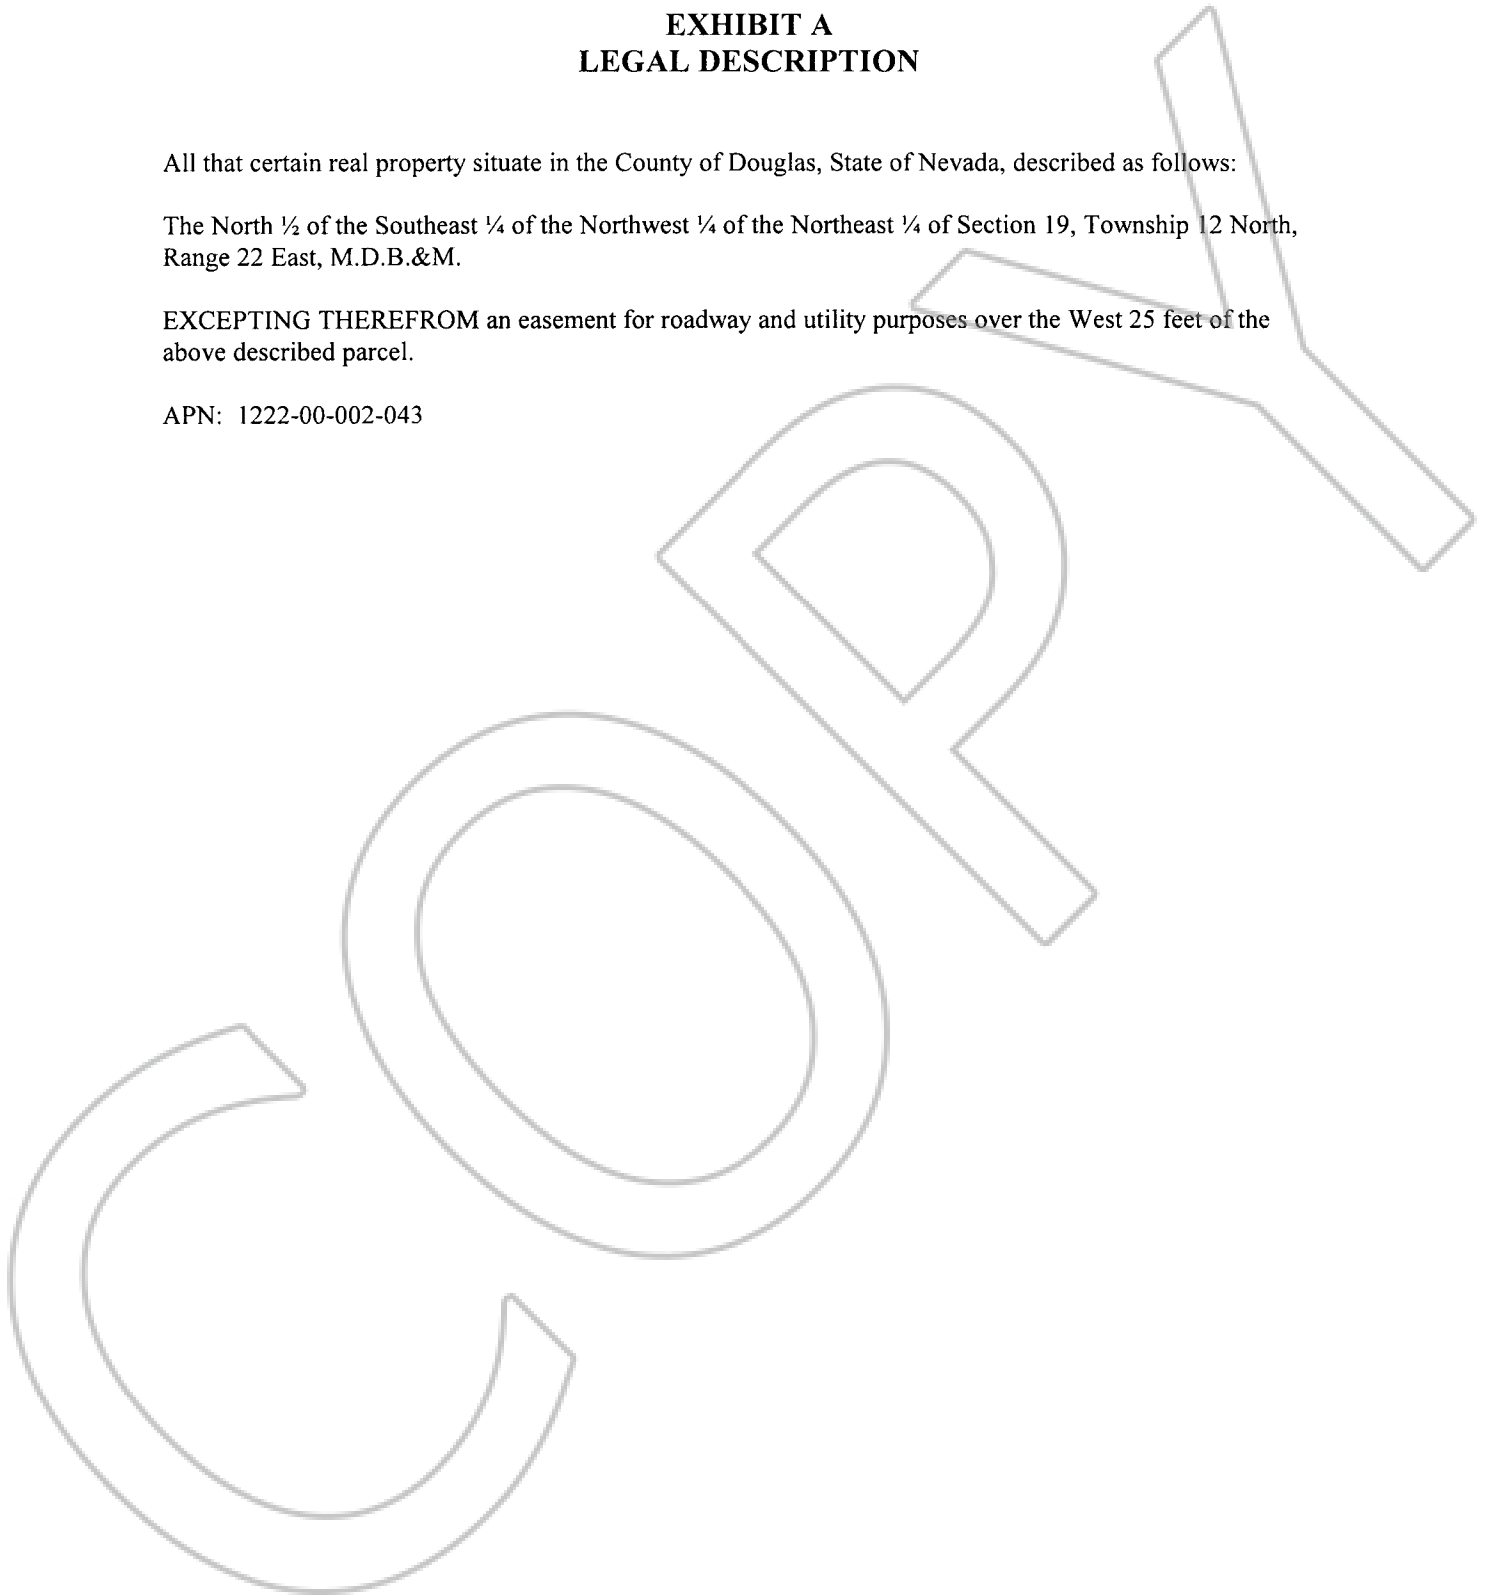 EXHIBIT A
LEGAL DESCRIPTION
All that certain real property situate in the County of Douglas, State of Nevada, described as follows:
The North ½ of the Southeast ¼ of the Northwest ¼ of the Northeast ¼ of Section 19, Township 12 North,
Range 22 East, M.D.B.&M.
EXCEPTING THEREFROM an easement for roadway and utility purposes over the West 25 feet of the
above described parcel.
APN: 1222-00-002-043
COPY